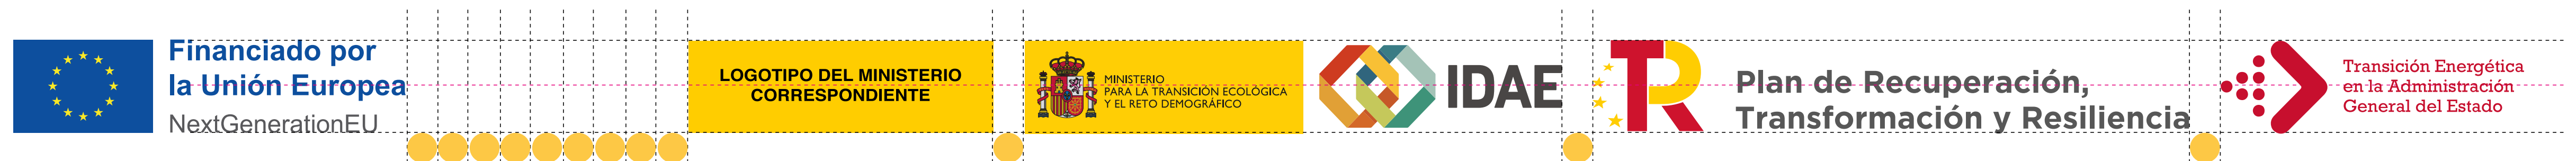 Financiado por
la Unión Europea
NextGenerationEU
LOGOTIPO DEL MINISTERIO
CORRESPONDIENTE
MINISTERIO
PARA LA TRANSICIÓN ECOLÓGICA
Y EL RETO DEMOGRÁFICO
IDAE
TR
Plan de Recuperación,
Transformación y Resiliencia
Transición Energética
en la Administración
General del Estado